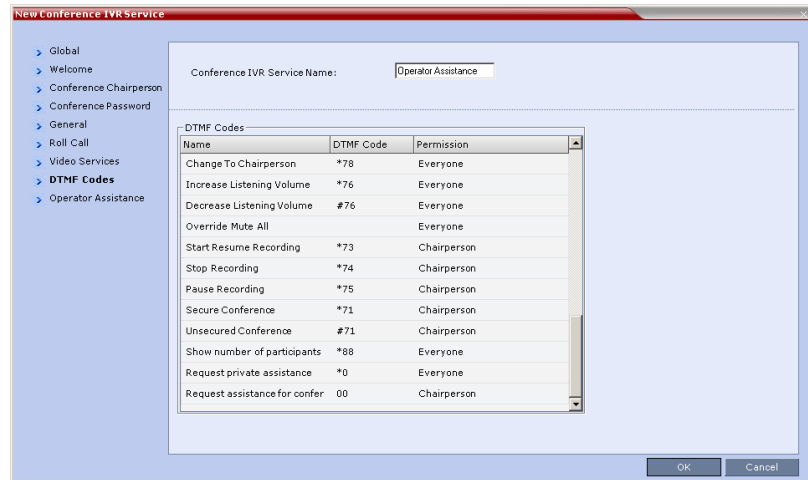 New Conference IVR Service
Global
Welcome
Conference Chairperson
Conference Password
General
Roll Call
Video Services
DTMF Codes
Operator Assistance
Conference IVR Service Name: Operator Assistance
DTMF Codes
Name DTMF Code Permission
Change To Chairperson *78 Everyone
Increase Listening Volume *76 Everyone
Decrease Listening Volume #76 Everyone
Override Mute All Everyone
Start Resume Recording *73 Chairperson
Stop Recording *74 Chairperson
Pause Recording *75 Chairperson
Secure Conference *71 Chairperson
Unsecured Conference #71 Chairperson
Show number of participants *88 Everyone
Request private assistance *0 Everyone
Request assistance for confer 00 Chairperson
OK Cancel